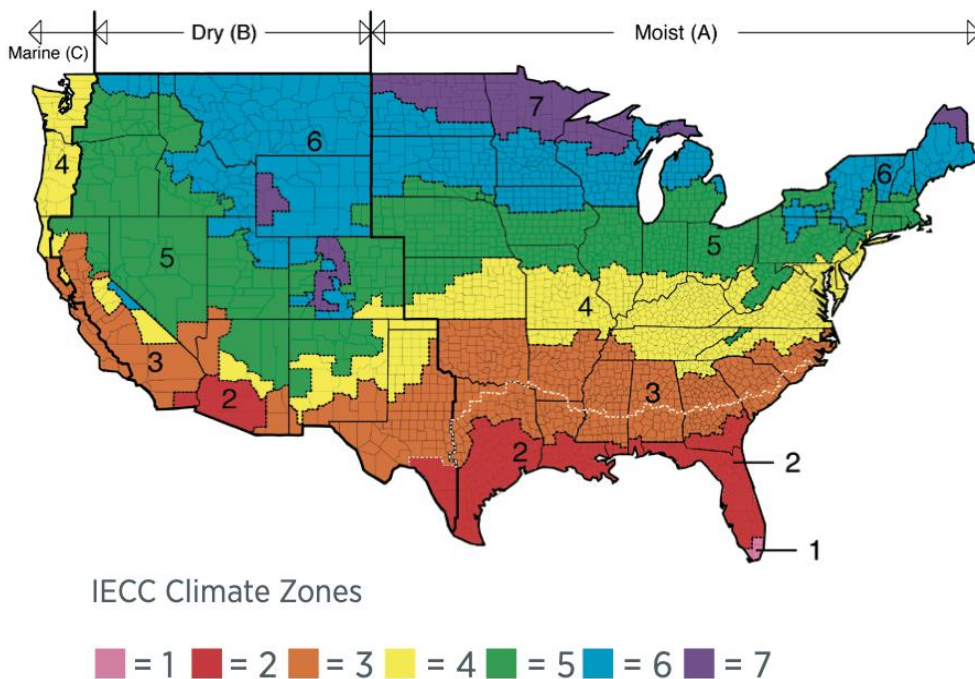 Marine (C)
Dry (B)
Moist (A)
7
6
4
6
5
5
4
3
3
2
2
2
1
IECC Climate Zones
= 1 = 2 = 3 = 4 = 5 = 6 = 7